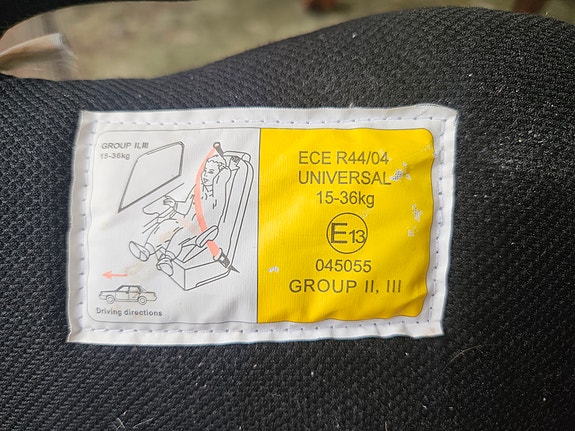 GROUP II, III
15-36kg
Driving directions
ECE R44/04
UNIVERSAL
15-36kg
E13
045055
GROUP II, III